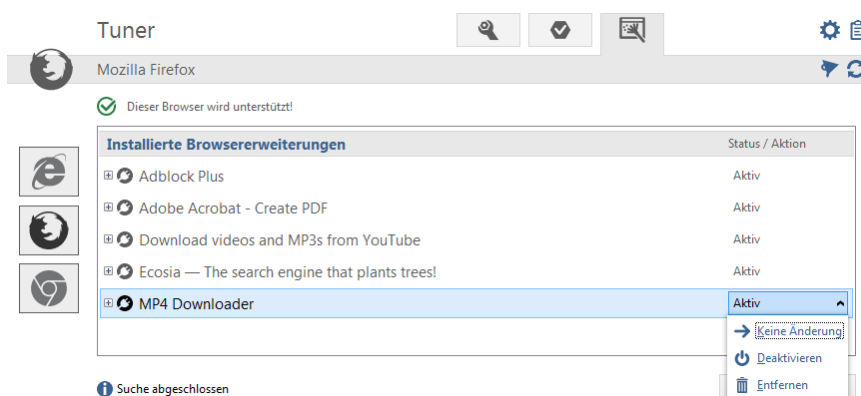 Tuner
Mozilla Firefox
Dieser Browser wird unterstützt!
Installierte Browsererweiterungen Status / Aktion
Adblock Plus Aktiv
Adobe Acrobat - Create PDF Aktiv
Download videos and MP3s from YouTube Aktiv
Ecosia — The search engine that plants trees! Aktiv
MP4 Downloader Aktiv
Keine Änderung
Deaktivieren
Entfernen
Suche abgeschlossen